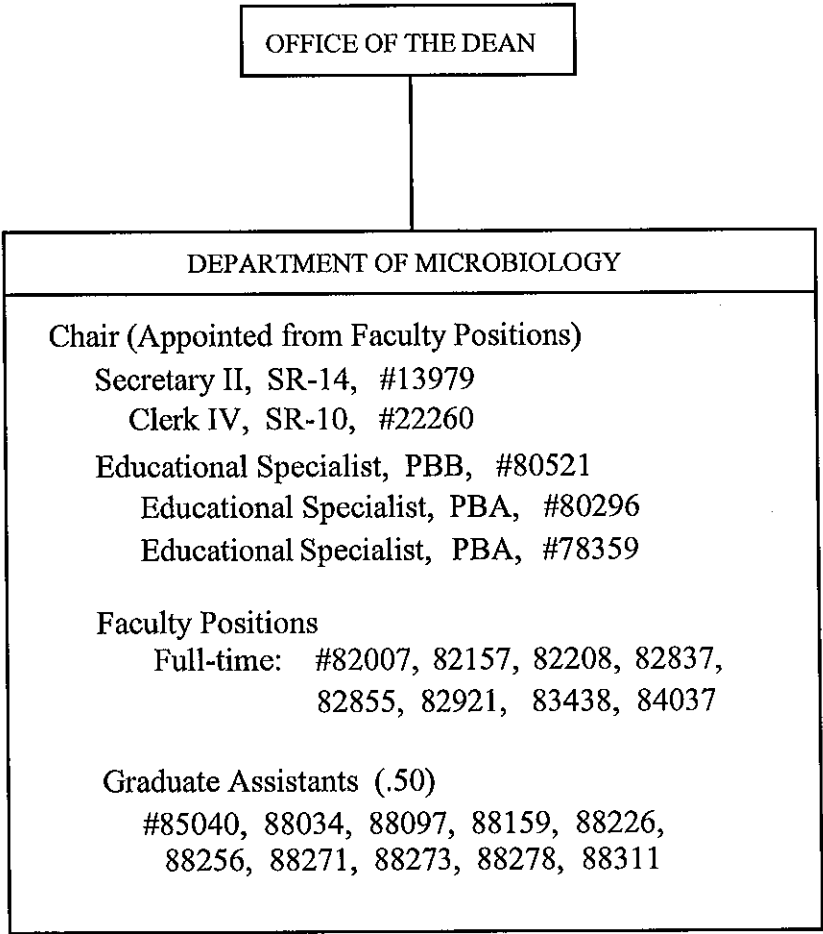 OFFICE OF THE DEAN
DEPARTMENT OF MICROBIOLOGY
Chair (Appointed from Faculty Positions)
Secretary II, SR-14, #13979
Clerk IV, SR-10, #22260
Educational Specialist, PBB, #80521
Educational Specialist, PBA, #80296
Educational Specialist, PBA, #78359
Faculty Positions
Full-time: #82007, 82157, 82208, 82837,
82855, 82921, 83438, 84037
Graduate Assistants (.50)
#85040, 88034, 88097, 88159, 88226,
88256, 88271, 88273, 88278, 88311